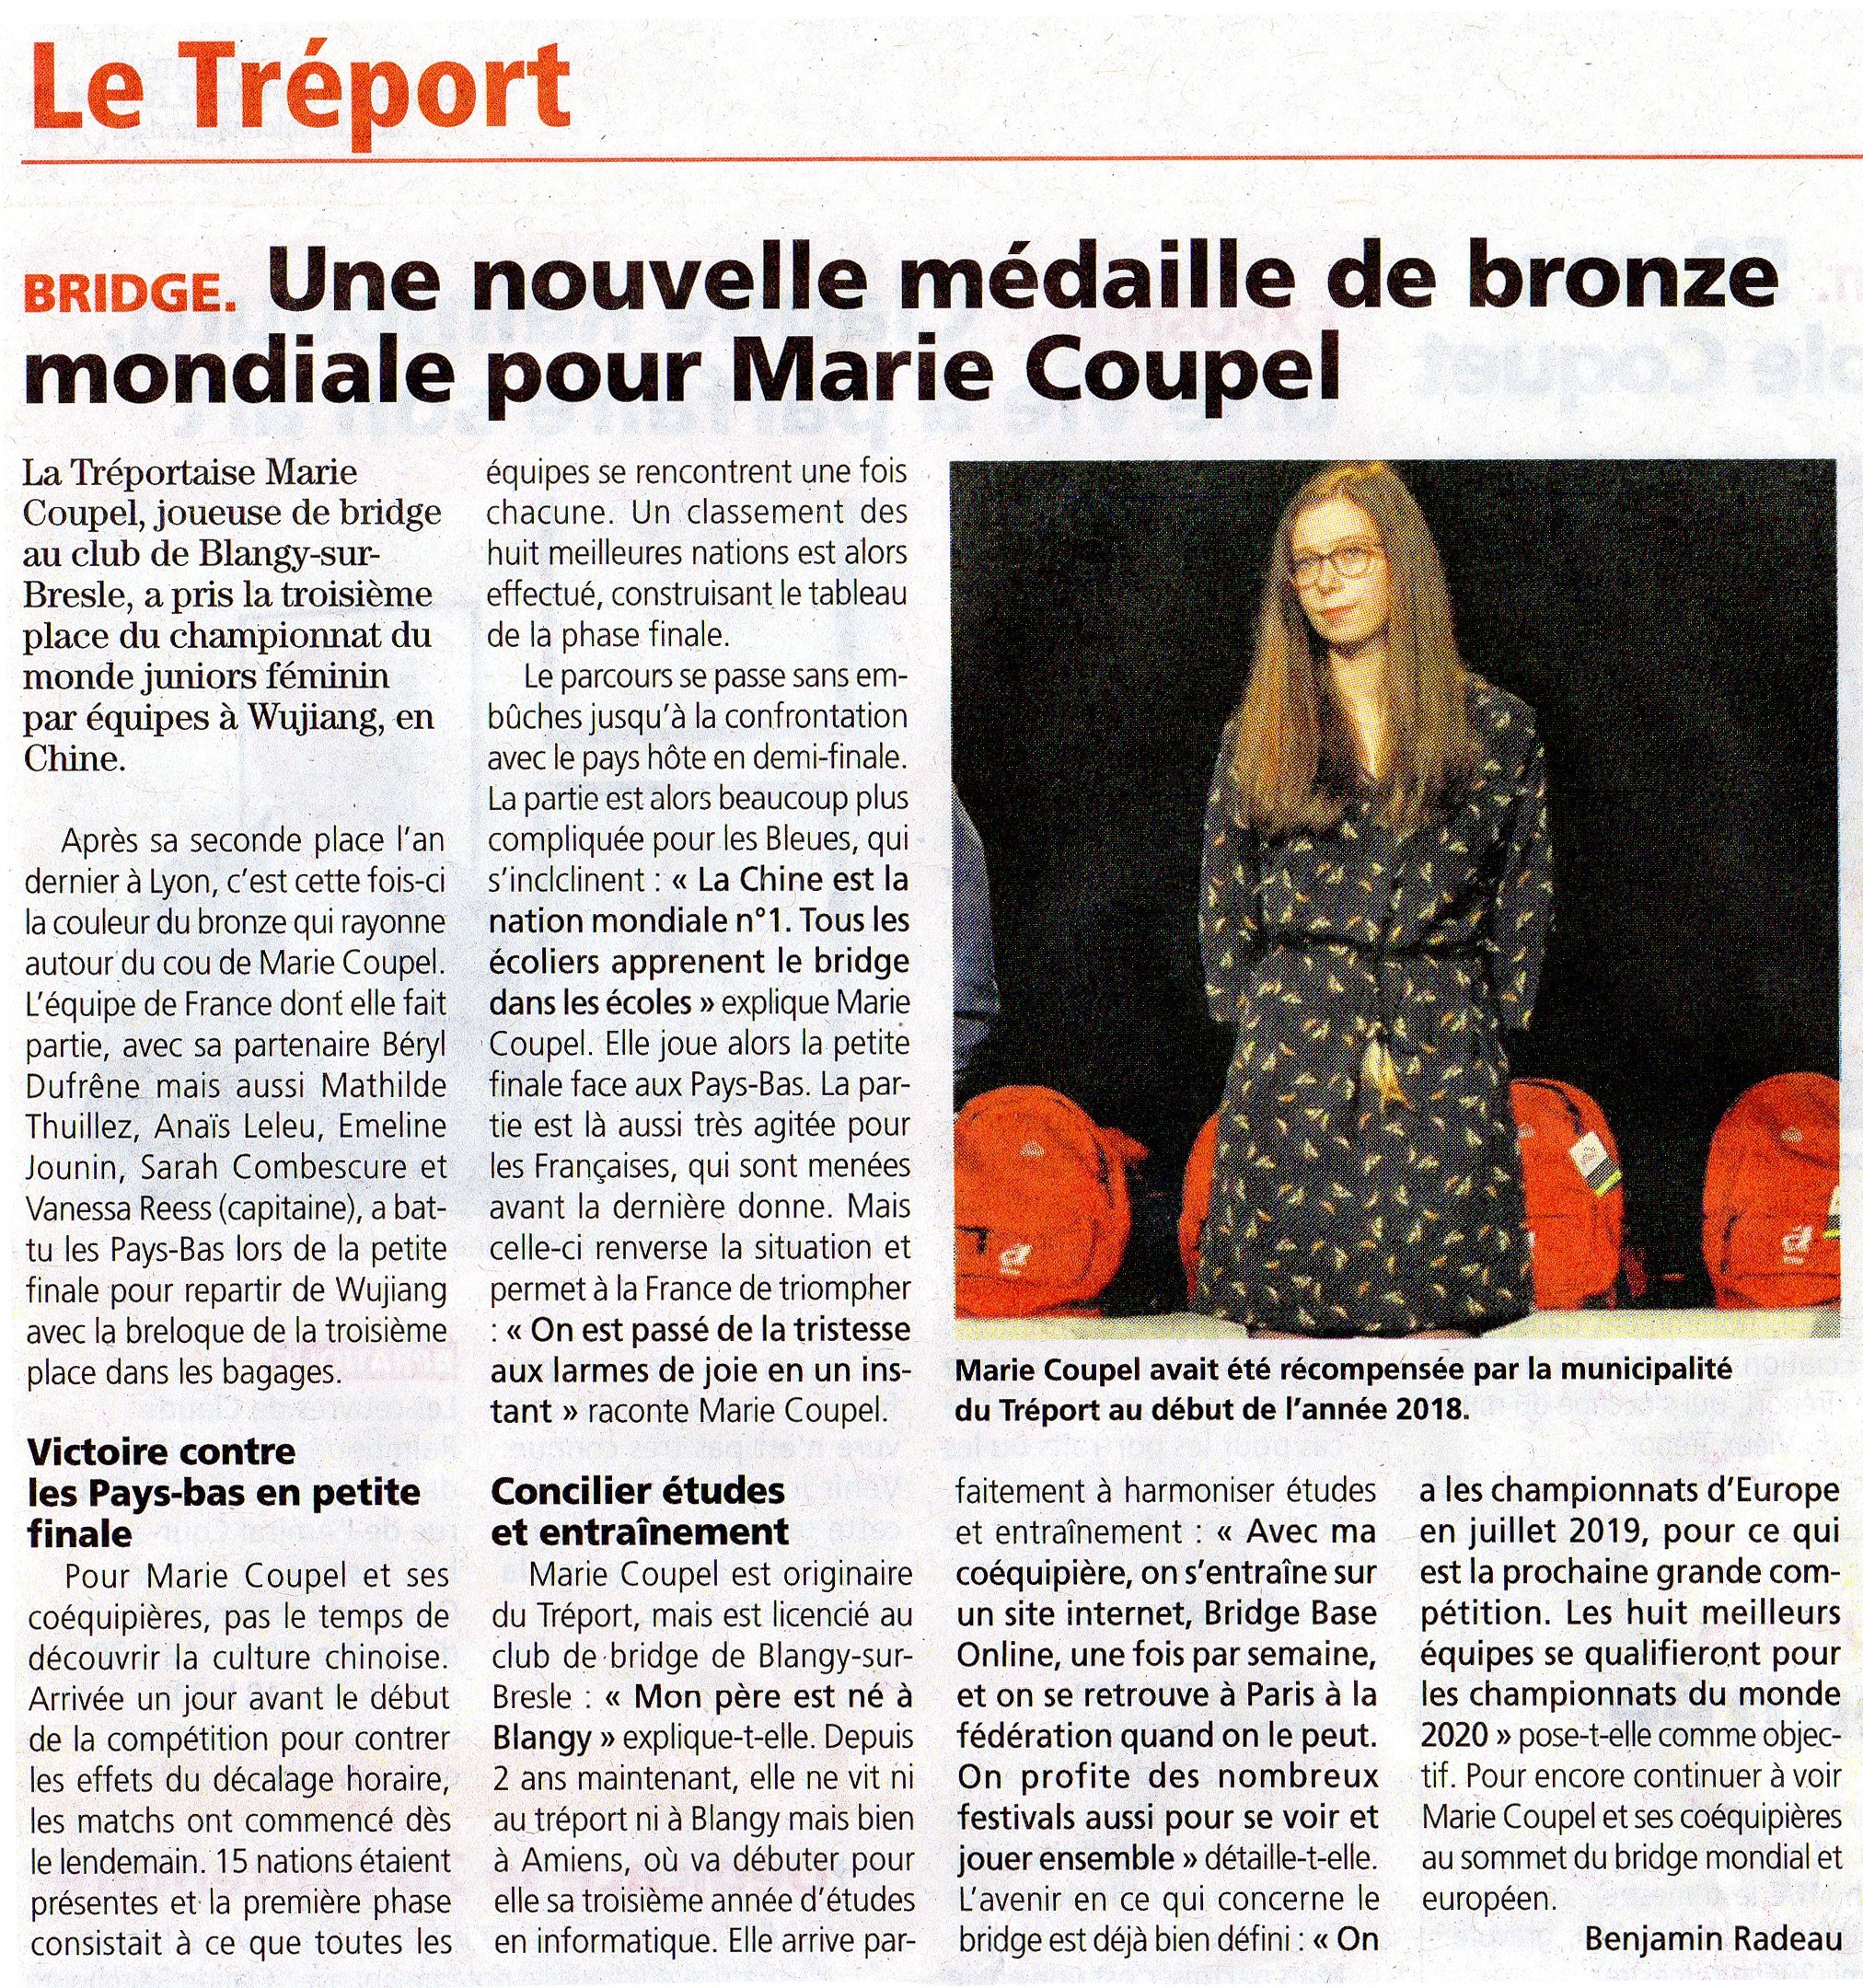 Le Tréport
BRIDGE. Une nouvelle médaille de bronze
mondiale pour Marie Coupel
La Tréportaise Marie
Coupel, joueuse de bridge
au club de Blangy-sur-
Bresle, a pris la troisième
place du championnat du
monde juniors féminin
par équipes à Wujiang, en
Chine.
Après sa seconde place l'an
dernier à Lyon, c'est cette fois-ci
la couleur du bronze qui rayonne
autour du cou de Marie Coupel.
L'équipe de France dont elle fait
partie, avec sa partenaire Béryl
Dufrêne mais aussi Mathilde
Thuillez, Anaïs Leleu, Emeline
Jounin, Sarah Combescure et
Vanessa Reess (capitaine), a bat-
tu les Pays-Bas lors de la petite
finale pour repartir de Wujiang
avec la breloque de la troisième
place dans les bagages.
Victoire contre
les Pays-bas en petite
finale
Pour Marie Coupel et ses
coéquipières, pas le temps de
découvrir la culture chinoise.
Arrivée un jour avant le début
de la compétition pour contrer
les effets du décalage horaire,
les matchs ont commencé dès
le lendemain. 15 nations étaient
présentes et la première phase
consistait à ce que toutes les
équipes se rencontrent une fois
chacune. Un classement des
huit meilleures nations est alors
effectué, construisant le tableau
de la phase finale.
Le parcours se passe sans em-
bûches jusqu'à la confrontation
avec le pays hôte en demi-finale.
La partie est alors beaucoup plus
compliquée pour les Bleues, qui
s'inclclinent : « La Chine est la
nation mondiale n°1. Tous les
écoliers apprenent le bridge
dans les écoles » explique Marie
Coupel. Elle joue alors la petite
finale face aux Pays-Bas. La par-
tie est là aussi très agitée pour
les Françaises, qui sont menées
avant la dernière donne. Mais
celle-ci renverse la situation et
permet à la France de triompher
: « On est passé de la tristesse
aux larmes de joie en un ins-
tant » raconte Marie Coupel.
Marie Coupel avait été récompensée par la municipalité
du Tréport au début de l'année 2018.
Concilier études
et entraînement
Marie Coupel est originaire
du Tréport, mais est licencié au
club de bridge de Blangy-sur-
Bresle : « Mon père est né à
Blangy » explique-t-elle. Depuis
2 ans maintenant, elle ne vit ni
au tréport ni à Blangy mais bien
à Amiens, où va débuter pour
elle sa troisième année d'études
en informatique. Elle arrive par-
faitement à harmoniser études
et entraînement : « Avec ma
coéquipière, on s'entraîne sur
un site internet, Bridge Base
Online, une fois par semaine,
et on se retrouve à Paris à la
fédération quand on le peut.
On profite des nombreux
festivals aussi pour se voir et
jouer ensemble » détaille-t-elle.
L'avenir en ce qui concerne le
bridge est déjà bien défini : « On
a les championnats d'Europe
en juillet 2019, pour ce qui
est la prochaine grande com-
pétition. Les huit meilleurs
équipes se qualifieront pour
les championnats du monde
2020 » pose-t-elle comme objec-
tif. Pour encore continuer à voir
Marie Coupel et ses coéquipières
au sommet du bridge mondial et
européen.
Benjamin Radeau